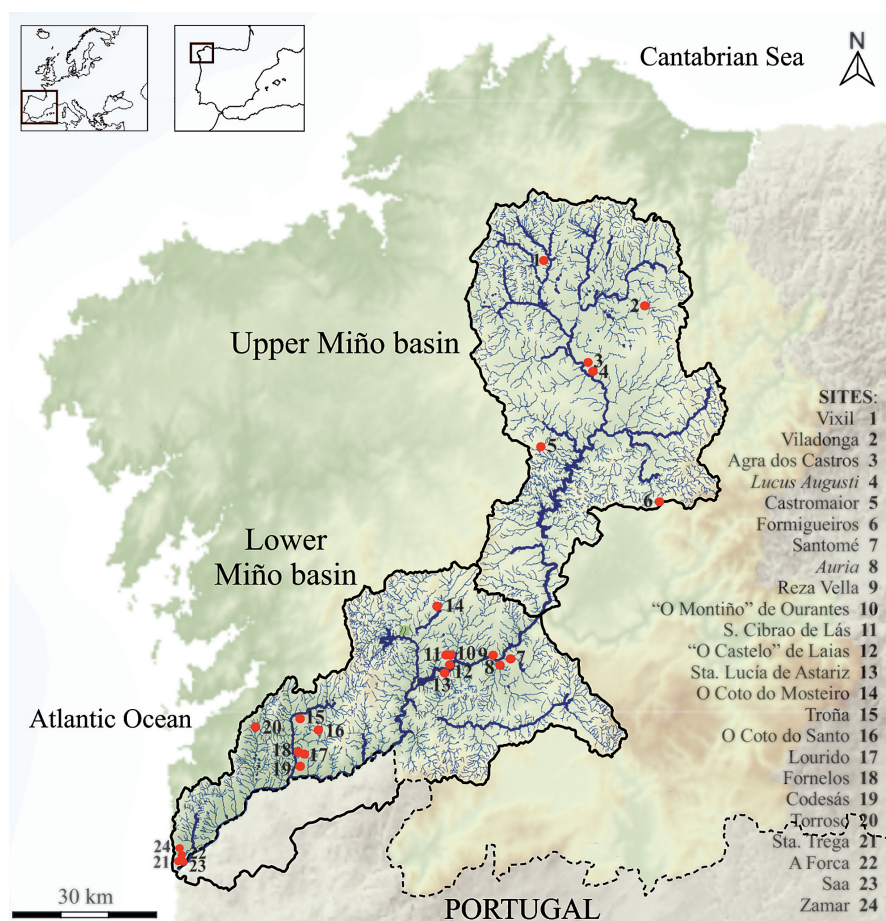 Cantabrian Sea
N
1
2
Upper Miño basin
3
4
5
6
Lower
Miño basin
14
11 10 9 7
12 8
13
Atlantic Ocean
15
20 16
18 17
19
24
22
21 23
30 km
PORTUGAL
SITES:
Vixil 1
Viladonga 2
Agra dos Castros 3
Lucus Augusti 4
Castromaior 5
Formigueiros 6
Santomé 7
Auria 8
Reza Vella 9
“O Montiño” de Ourantes 10
S. Cibrao de Lás 11
“O Castelo” de Laias 12
Sta. Lucía de Astariz 13
O Coto do Mosteiro 14
Troña 15
O Coto do Santo 16
Lourido 17
Fornelos 18
Codesás 19
Torroso 20
Sta. Trega 21
A Forca 22
Saa 23
Zamar 24